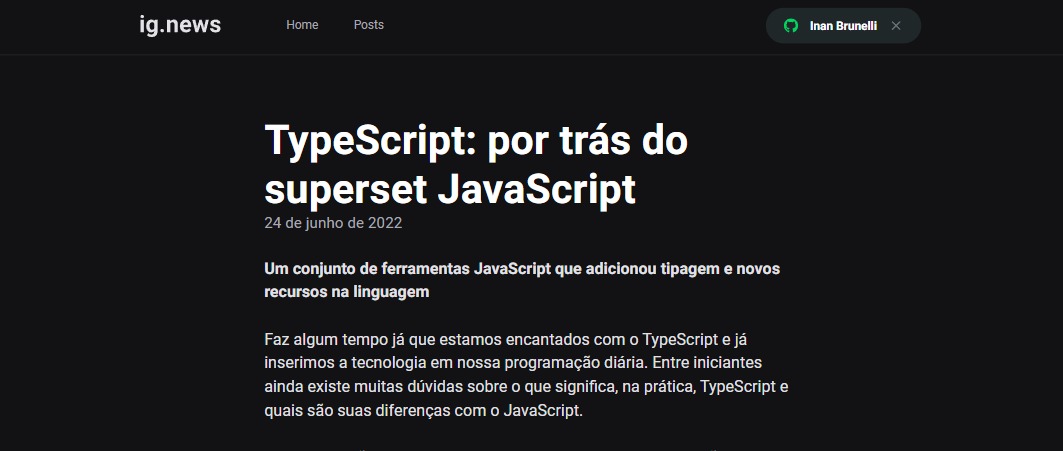 ig.news
Home
Posts
Inan Brunelli
TypeScript: por trás do
superset JavaScript
24 de junho de 2022
Um conjunto de ferramentas JavaScript que adicionou tipagem e novos
recursos na linguagem
Faz algum tempo já que estamos encantados com o TypeScript e já
inserimos a tecnologia em nossa programação diária. Entre iniciantes
ainda existe muitas dúvidas sobre o que significa, na prática, TypeScript e
quais são suas diferenças com o JavaScript.